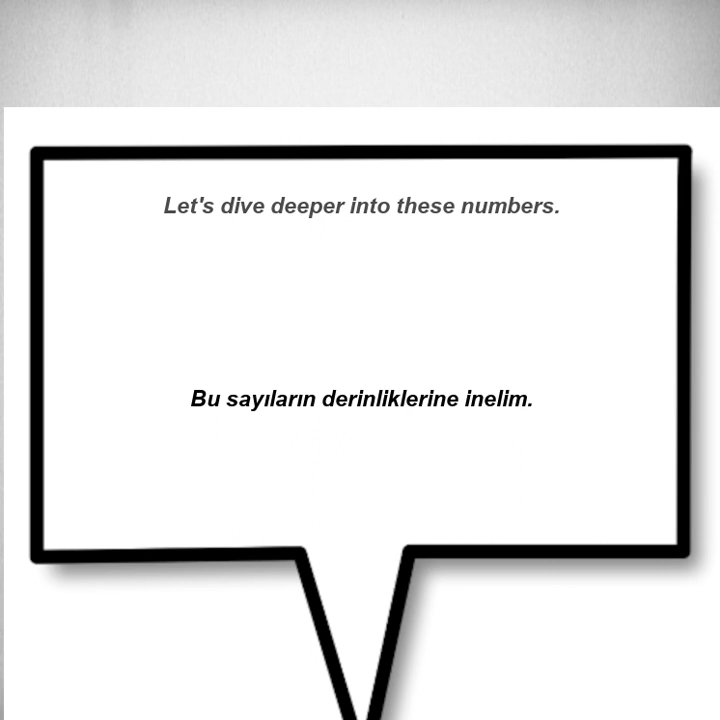 Let's dive deeper into these numbers.
Bu sayıların derinliklerine inelim.